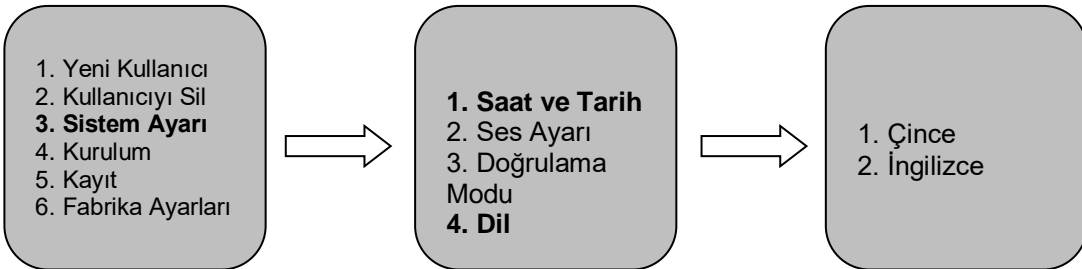 1. Yeni Kullanıcı
2. Kullanıcıyı Sil
3. Sistem Ayarı
4. Kurulum
5. Kayıt
6. Fabrika Ayarları
1. Saat ve Tarih
2. Ses Ayarı
3. Doğrulama
Modu
4. Dil
1. Çince
2. İngilizce